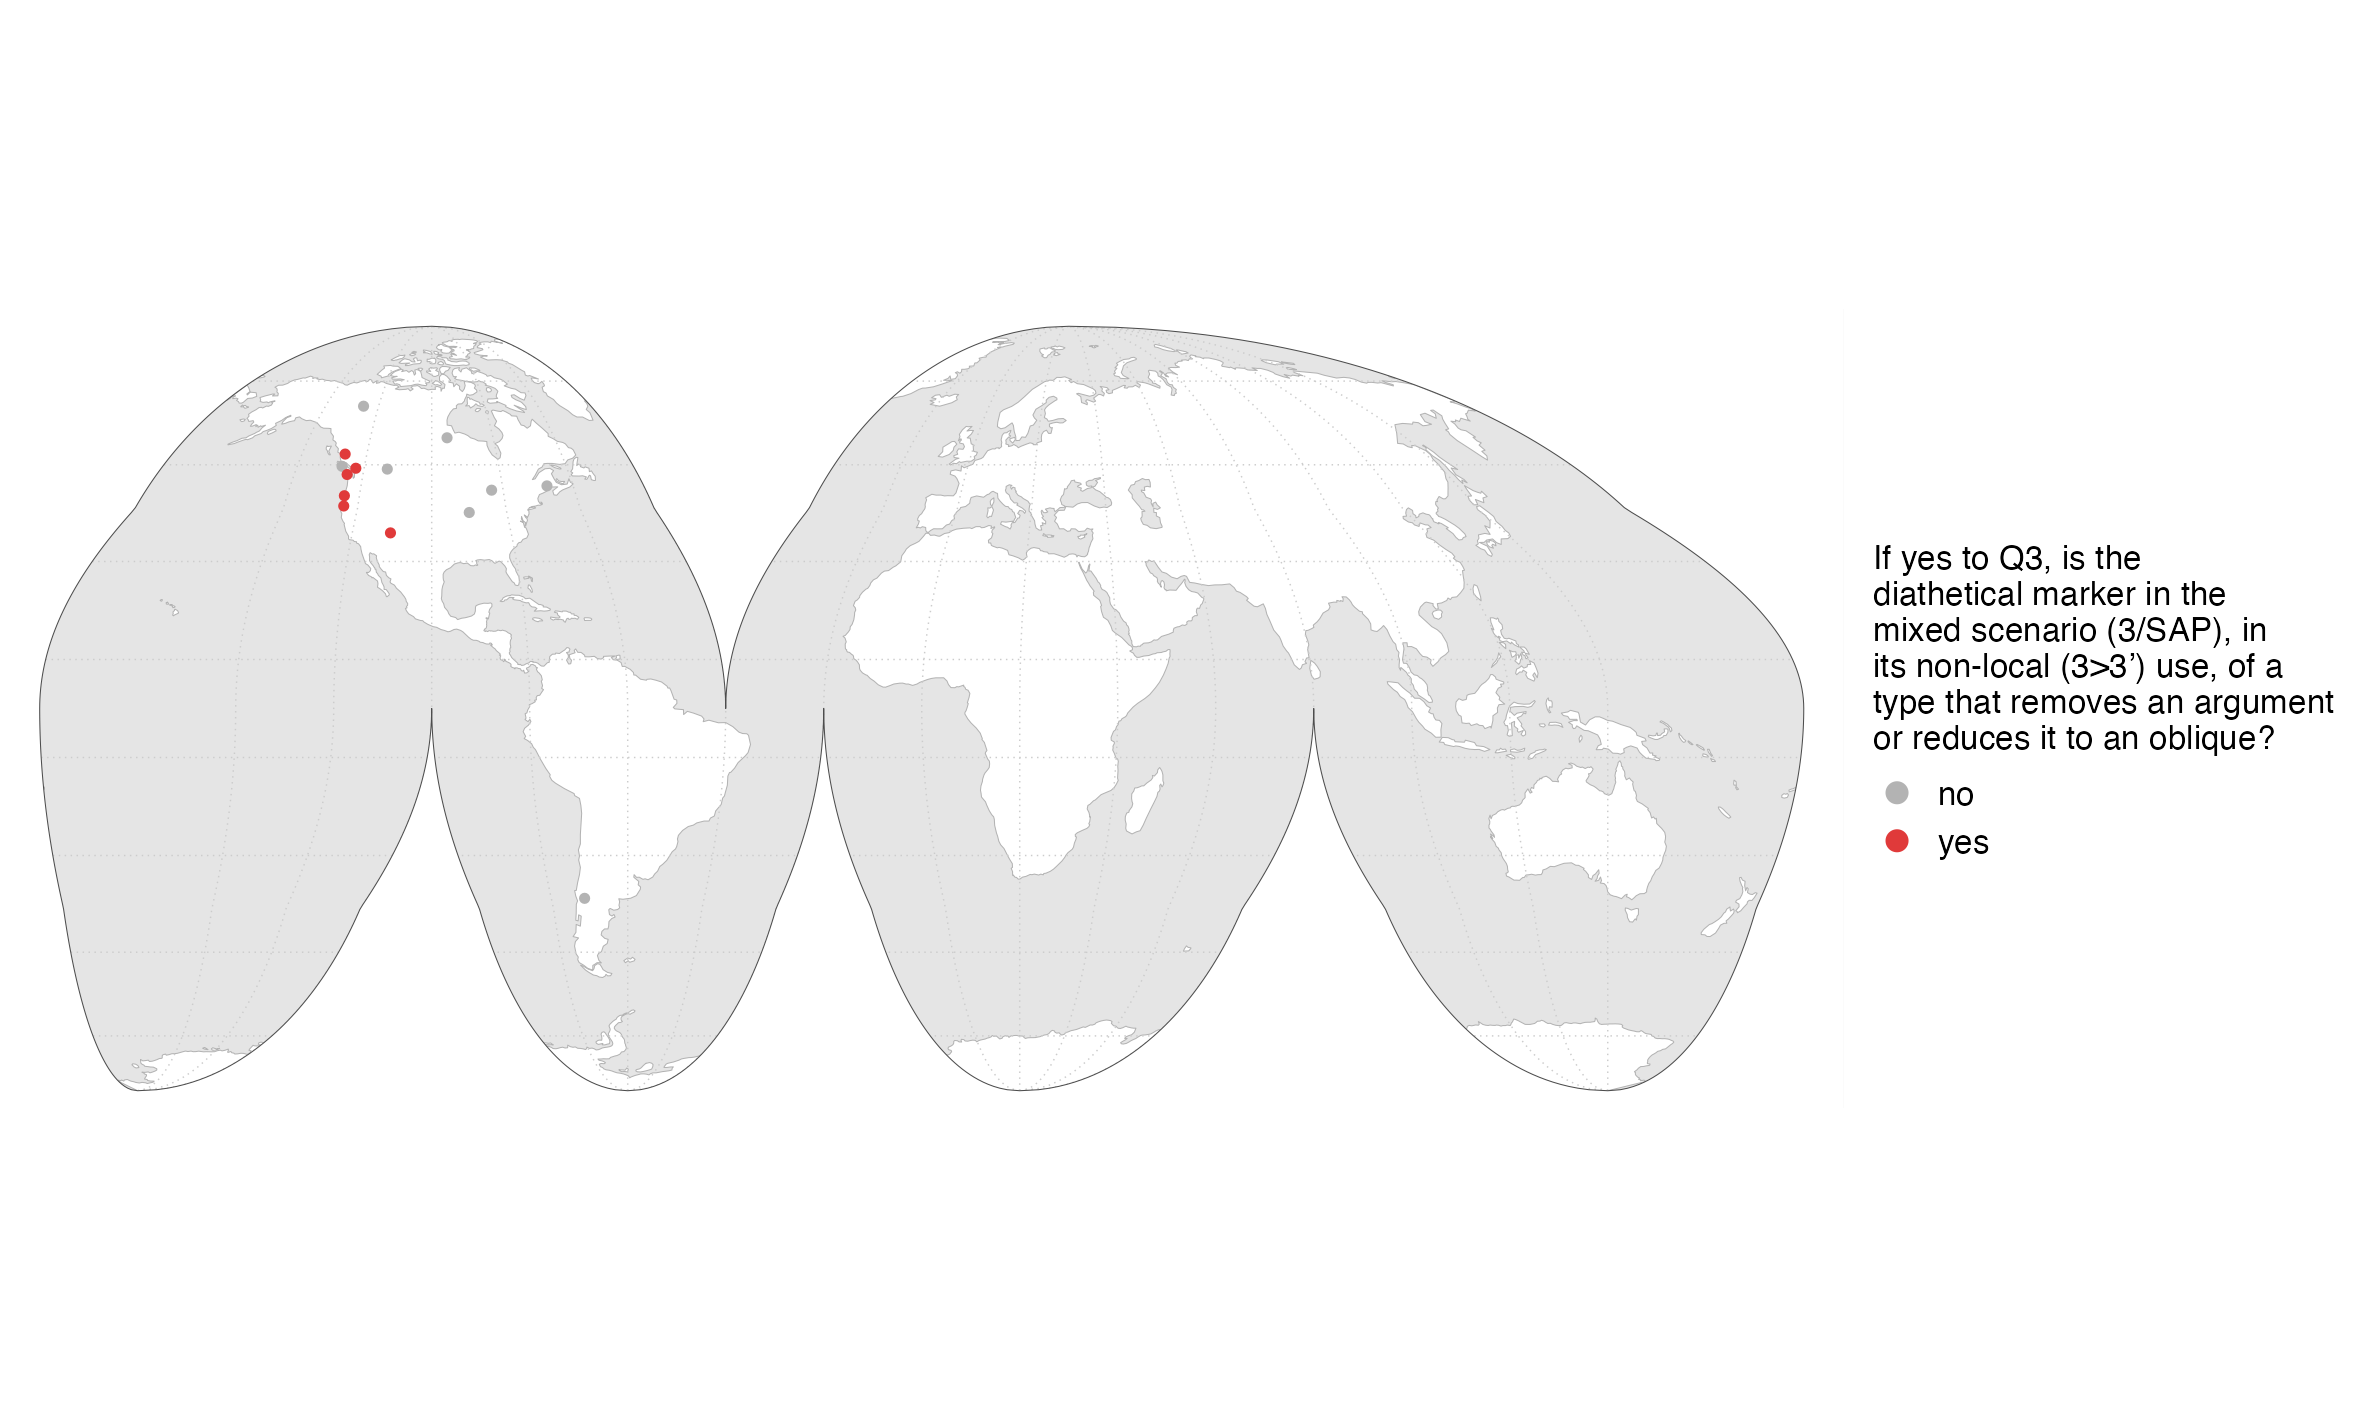 If yes to Q3, is the
diathetical marker in the
mixed scenario (3/SAP), in
its non-local (3>3’) use, of a
type that removes an argument
or reduces it to an oblique?
no
yes